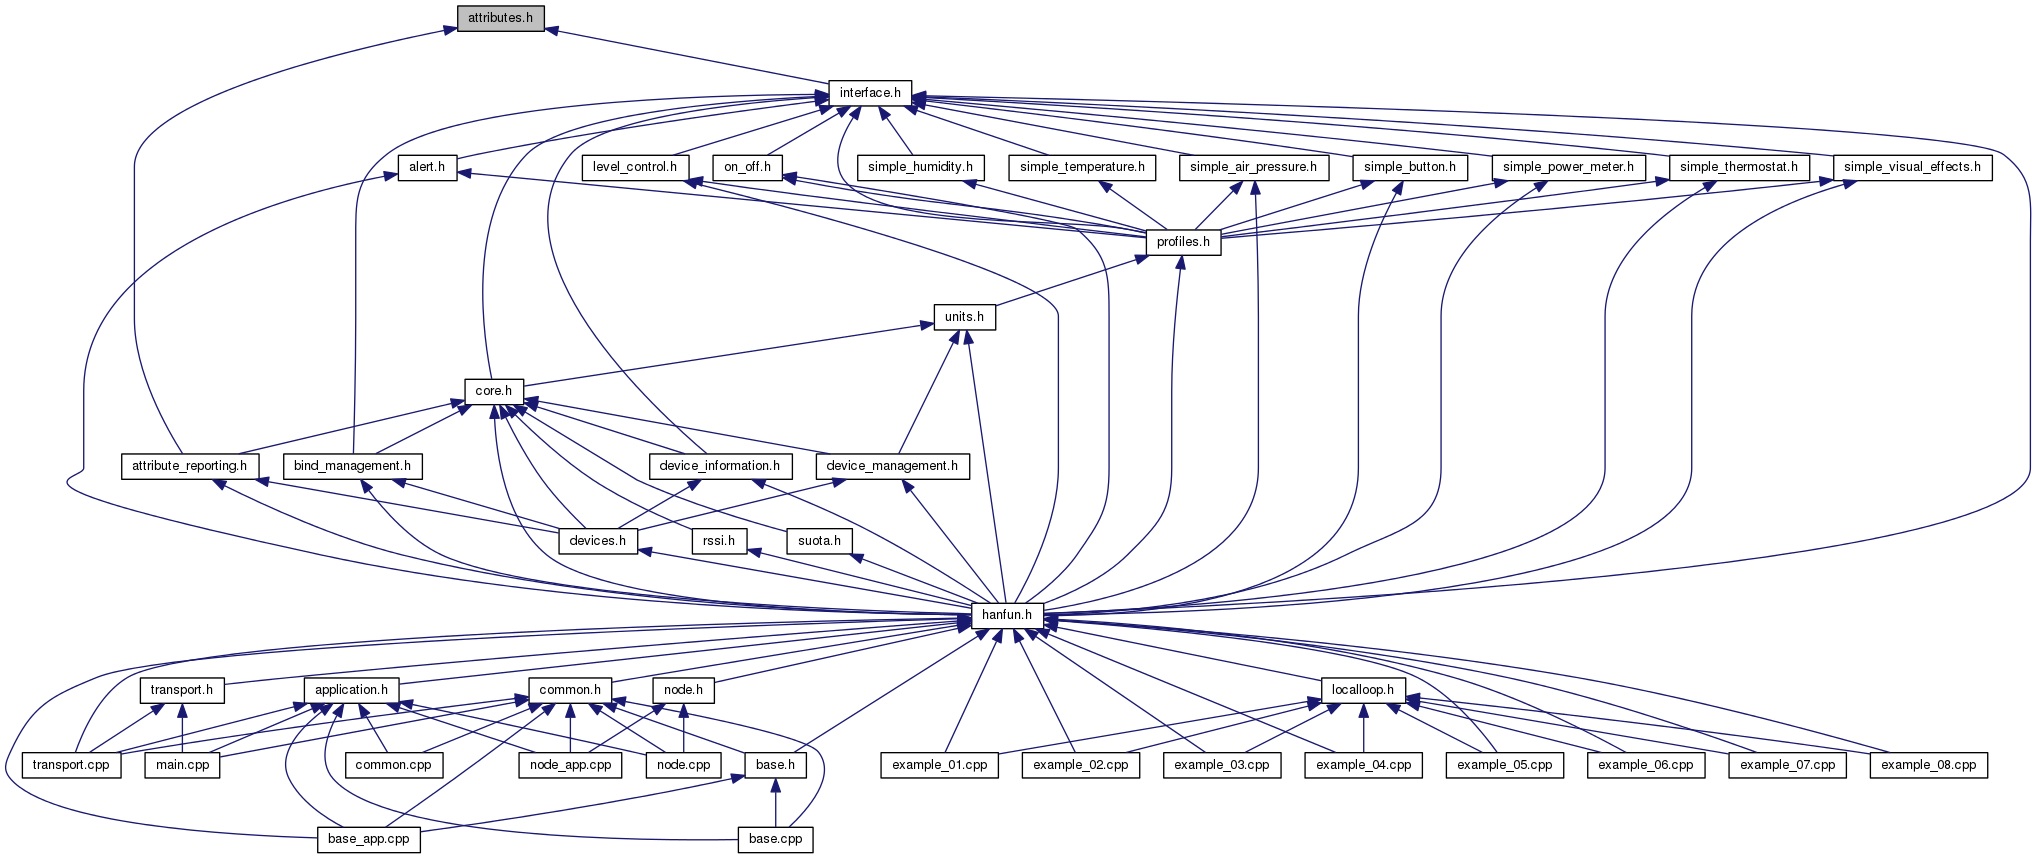 attributes.h
interface.h
alert.h
level_control.h
on_off.h
simple_humidity.h
simple_temperature.h
simple_air_pressure.h
simple_button.h
simple_power_meter.h
simple_thermostat.h
simple_visual_effects.h
profiles.h
units.h
core.h
attribute_reporting.h
bind_management.h
device_information.h
device_management.h
devices.h
rssi.h
suota.h
hanfun.h
transport.h
application.h
common.h
node.h
localloop.h
transport.cpp
main.cpp
common.cpp
node_app.cpp
node.cpp
base.h
example_01.cpp
example_02.cpp
example_03.cpp
example_04.cpp
example_05.cpp
example_06.cpp
example_07.cpp
example_08.cpp
base_app.cpp
base.cpp